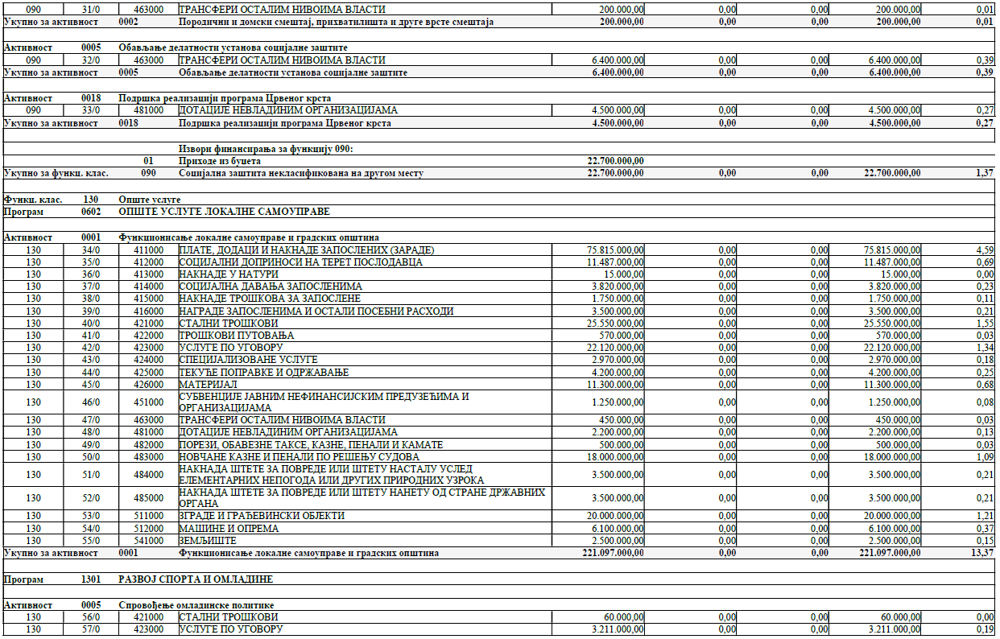 090 31/0 463000 ТРАНСФЕРИ ОСТАЛИМ НИВОИМА ВЛАСТИ 200.000,00 0,00 0,00 200.000,00 0,01
Укупно за активност 0002 Породични и домски смештај, прихватилишта и друге врсте смештаја 200.000,00 0,00 0,00 200.000,00 0,01
Активност 0005 Обављање делатности установа социјалне заштите
090 32/0 463000 ТРАНСФЕРИ ОСТАЛИМ НИВОИМА ВЛАСТИ 6.400.000,00 0,00 0,00 6.400.000,00 0,39
Укупно за активност 0005 Обављање делатности установа социјалне заштите 6.400.000,00 0,00 0,00 6.400.000,00 0,39
Активност 0018 Подршка реализацији програма Црвеног крста
090 33/0 481000 ДОТАЦИЈЕ НЕВЛАДИНИМ ОРГАНИЗАЦИЈАМА 4.500.000,00 0,00 0,00 4.500.000,00 0,27
Укупно за активност 0018 Подршка реализацији програма Црвеног крста 4.500.000,00 0,00 0,00 4.500.000,00 0,27
Извори финансирања за функцију 090:
01 Приходе из буџета 22.700.000,00
Укупно за функц. клас. 090 Социјална заштита некласификована на другом месту 22.700.000,00 0,00 0,00 22.700.000,00 1,37
Функц. клас. 130 Опште услуге
Програм 0602 ОПШТЕ УСЛУГЕ ЛОКАЛНЕ САМОУПРАВЕ
Активност 0001 Функционисање локалне самоуправе и градских општина
130 34/0 411000 ПЛАТЕ, ДОДАЦИ И НАКНАДЕ ЗАПОСЛЕНИХ (ЗАРАДЕ) 75.815.000,00 0,00 0,00 75.815.000,00 4,59
130 35/0 412000 СОЦИЈАЛНИ ДОПРИНОСИ НА ТЕРЕТ ПОСЛОДАВЦА 11.487.000,00 0,00 0,00 11.487.000,00 0,69
130 36/0 413000 НАКНАДЕ У НАТУРИ 15.000,00 0,00 0,00 15.000,00 0,00
130 37/0 414000 СОЦИЈАЛНА ДАВАЊА ЗАПОСЛЕНИМА 3.820.000,00 0,00 0,00 3.820.000,00 0,23
130 38/0 415000 НАКНАДЕ ТРОШКОВА ЗА ЗАПОСЛЕНЕ 1.750.000,00 0,00 0,00 1.750.000,00 0,11
130 39/0 416000 НАГРАДЕ ЗАПОСЛЕНИМА И ОСТАЛИ ПОСЕБНИ РАСХОДИ 3.500.000,00 0,00 0,00 3.500.000,00 0,21
130 40/0 421000 СТАЛНИ ТРОШКОВИ 25.550.000,00 0,00 0,00 25.550.000,00 1,55
130 41/0 422000 ТРОШКОВИ ПУТОВАЊА 570.000,00 0,00 0,00 570.000,00 0,03
130 42/0 423000 УСЛУГЕ ПО УГОВОРУ 22.120.000,00 0,00 0,00 22.120.000,00 1,34
130 43/0 424000 СПЕЦИЈАЛИЗОВАНЕ УСЛУГЕ 2.970.000,00 0,00 0,00 2.970.000,00 0,18
130 44/0 425000 ТЕКУЋЕ ПОПРАВКЕ И ОДРЖАВАЊЕ 4.200.000,00 0,00 0,00 4.200.000,00 0,25
130 45/0 426000 МАТЕРИЈАЛ 11.300.000,00 0,00 0,00 11.300.000,00 0,68
130 46/0 451000 СУБВЕНЦИЈЕ ЈАВНИМ НЕФИНАНСИЈСКИМ ПРЕДУЗЕЋИМА И
ОРГАНИЗАЦИЈАМА 1.250.000,00 0,00 0,00 1.250.000,00 0,08
130 47/0 463000 ТРАНСФЕРИ ОСТАЛИМ НИВОИМА ВЛАСТИ 450.000,00 0,00 0,00 450.000,00 0,03
130 48/0 481000 ДОТАЦИЈЕ НЕВЛАДИНИМ ОРГАНИЗАЦИЈАМА 2.200.000,00 0,00 0,00 2.200.000,00 0,13
130 49/0 482000 ПОРЕЗИ, ОБАВЕЗНЕ ТАКСЕ, КАЗНЕ, ПЕНАЛИ И КАМАТЕ 500.000,00 0,00 0,00 500.000,00 0,03
130 50/0 483000 НОВЧАНЕ КАЗНЕ И ПЕНАЛИ ПО РЕШЕЊУ СУДОВА 18.000.000,00 0,00 0,00 18.000.000,00 1,09
130 51/0 484000 НАКНАДА ШТЕТЕ ЗА ПОВРЕДЕ ИЛИ ШТЕТУ НАСТАЛУ УСЛЕД
ЕЛЕМЕНТАРНИХ НЕПОГОДА ИЛИ ДРУГИХ ПРИРОДНИХ УЗРОКА 3.500.000,00 0,00 0,00 3.500.000,00 0,21
130 52/0 485000 НАКНАДА ШТЕТЕ ЗА ПОВРЕДЕ ИЛИ ШТЕТУ НАНЕТУ ОД СТРАНЕ ДРЖАВНИХ
ОРГАНА 3.500.000,00 0,00 0,00 3.500.000,00 0,21
130 53/0 511000 ЗГРАДЕ И ГРАЂЕВИНСКИ ОБЈЕКТИ 20.000.000,00 0,00 0,00 20.000.000,00 1,21
130 54/0 512000 МАШИНЕ И ОПРЕМА 6.100.000,00 0,00 0,00 6.100.000,00 0,37
130 55/0 541000 ЗЕМЉИШТЕ 2.500.000,00 0,00 0,00 2.500.000,00 0,15
Укупно за активност 0001 Функционисање локалне самоуправе и градских општина 221.097.000,00 0,00 0,00 221.097.000,00 13,37
Програм 1301 РАЗВОЈ СПОРТА И ОМЛАДИНЕ
Активност 0005 Спровођење омладинске политике
130 56/0 421000 СТАЛНИ ТРОШКОВИ 60.000,00 0,00 0,00 60.000,00 0,00
130 57/0 423000 УСЛУГЕ ПО УГОВОРУ 3.211.000,00 0,00 0,00 3.211.000,00 0,19